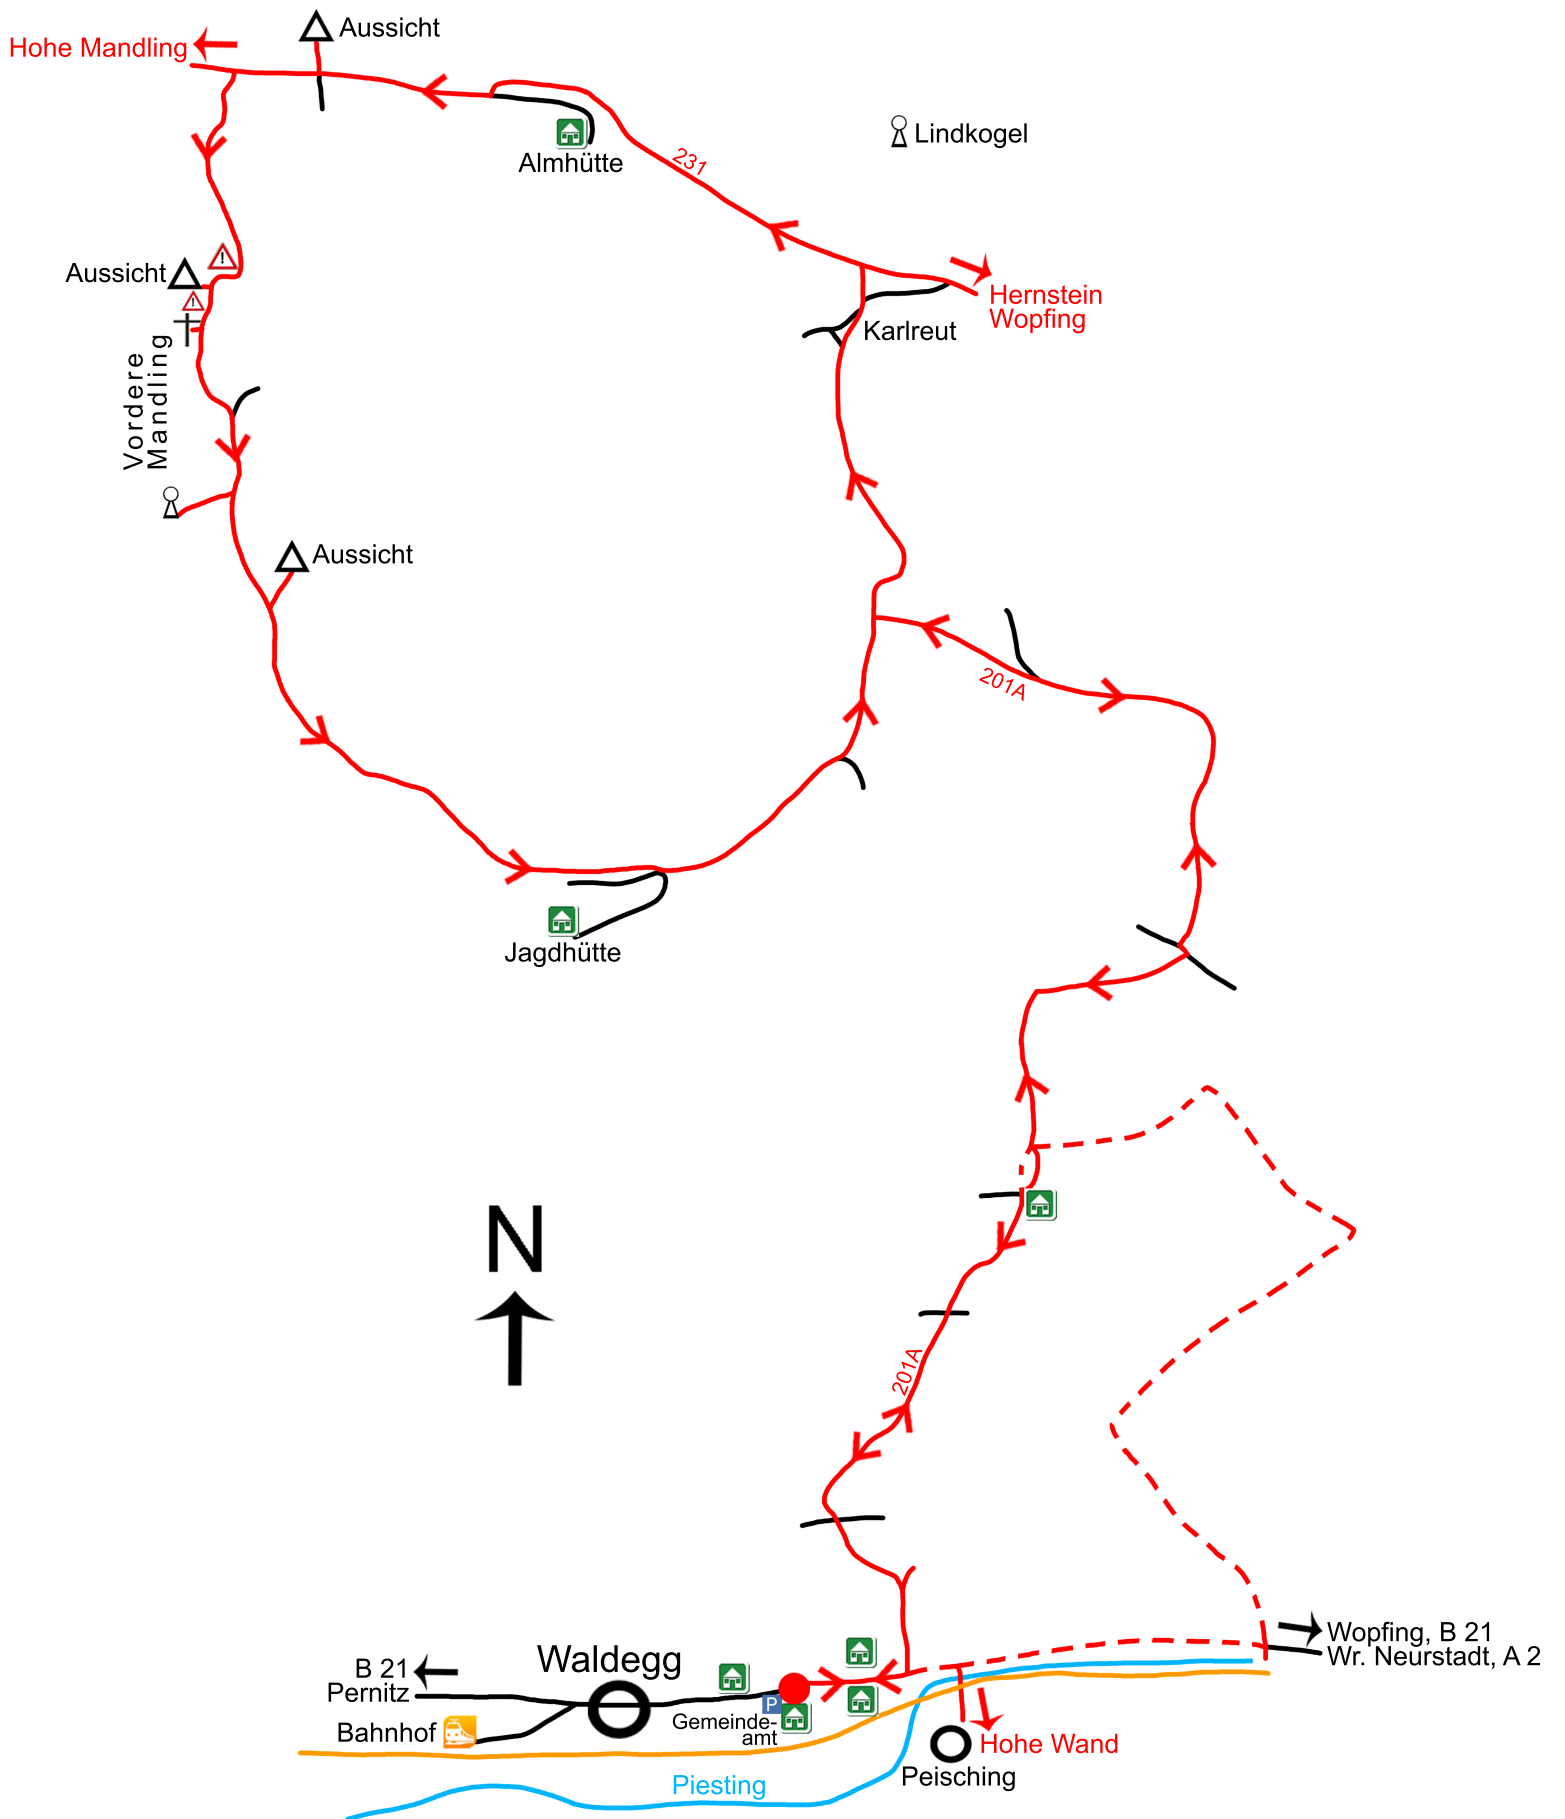 Aussicht
Hohe Mandling
Almhütte
231
Lindkogel
Aussicht
Hernstein
Wopfing
Karlreut
Vordere
Mandling
Aussicht
201A
Jagdhütte
N
201A
Waldegg
B 21
Pernitz
Bahnhof
P
Gemeinde-
amt
Wopfing, B 21
Wr. Neurstadt, A 2
Hohe Wand
Peisching
Piesting